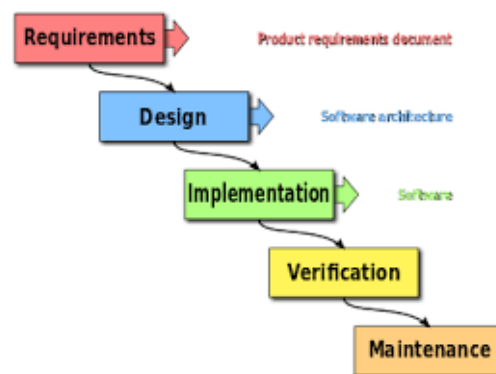 Requirements
Product requirements document
Design
Software architecture
Implementation
Software
Verification
Maintenance